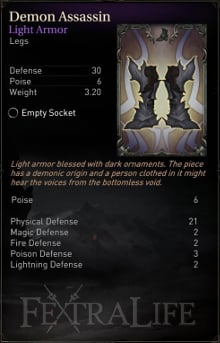 Demon Assassin
Light Armor
Legs
Defense 30
Poise 6
Weight 3.20
Empty Socket
Light armor blessed with dark ornaments. The piece
has a demonic origin and a person clothed in it might
hear the voices from the bottomless void.
Poise 6
Physical Defense 21
Magic Defense 2
Fire Defense 2
Poison Defense 3
Lightning Defense 2
FEXTRALIFE